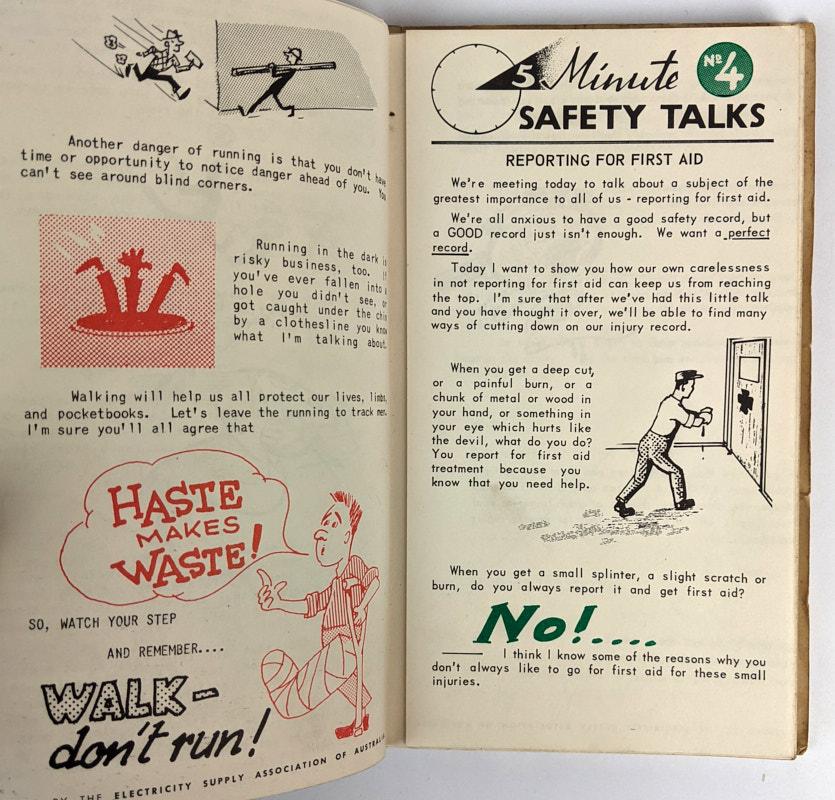 Another danger of running is that you don't have
time or opportunity to notice danger ahead of you. You
can't see around blind corners.
Running in the dark is
risky business, too. If
you've ever fallen into a
hole you didn't see, or
got caught under the chin
by a clothesline you know
what I'm talking about.
Walking will help us all protect our lives, limbs,
and pocketbooks. Let's leave the running to track men.
I'm sure you'll all agree that
HASTE
MAKES
WASTE!
SO, WATCH YOUR STEP
AND REMEMBER....
WALK-
don't run!
BY THE ELECTRICITY SUPPLY ASSOCIATION OF AUSTRALIA
5 Minute Nº 4
SAFETY TALKS
REPORTING FOR FIRST AID
We're meeting today to talk about a subject of the
greatest importance to all of us - reporting for first aid.
We're all anxious to have a good safety record, but
a GOOD record just isn't enough. We want a perfect
record.
Today I want to show you how our own carelessness
in not reporting for first aid can keep us from reaching
the top. I'm sure that after we've had this little talk
and you have thought it over, we'll be able to find many
ways of cutting down on our injury record.
When you get a deep cut,
or a painful burn, or a
chunk of metal or wood in
your hand, or something in
your eye which hurts like
the devil, what do you do?
You report for first aid
treatment because you
know that you need help.
When you get a small splinter, a slight scratch or
burn, do you always report it and get first aid?
No!....
I think I know some of the reasons why you
don't always like to go for first aid for these small
injuries.